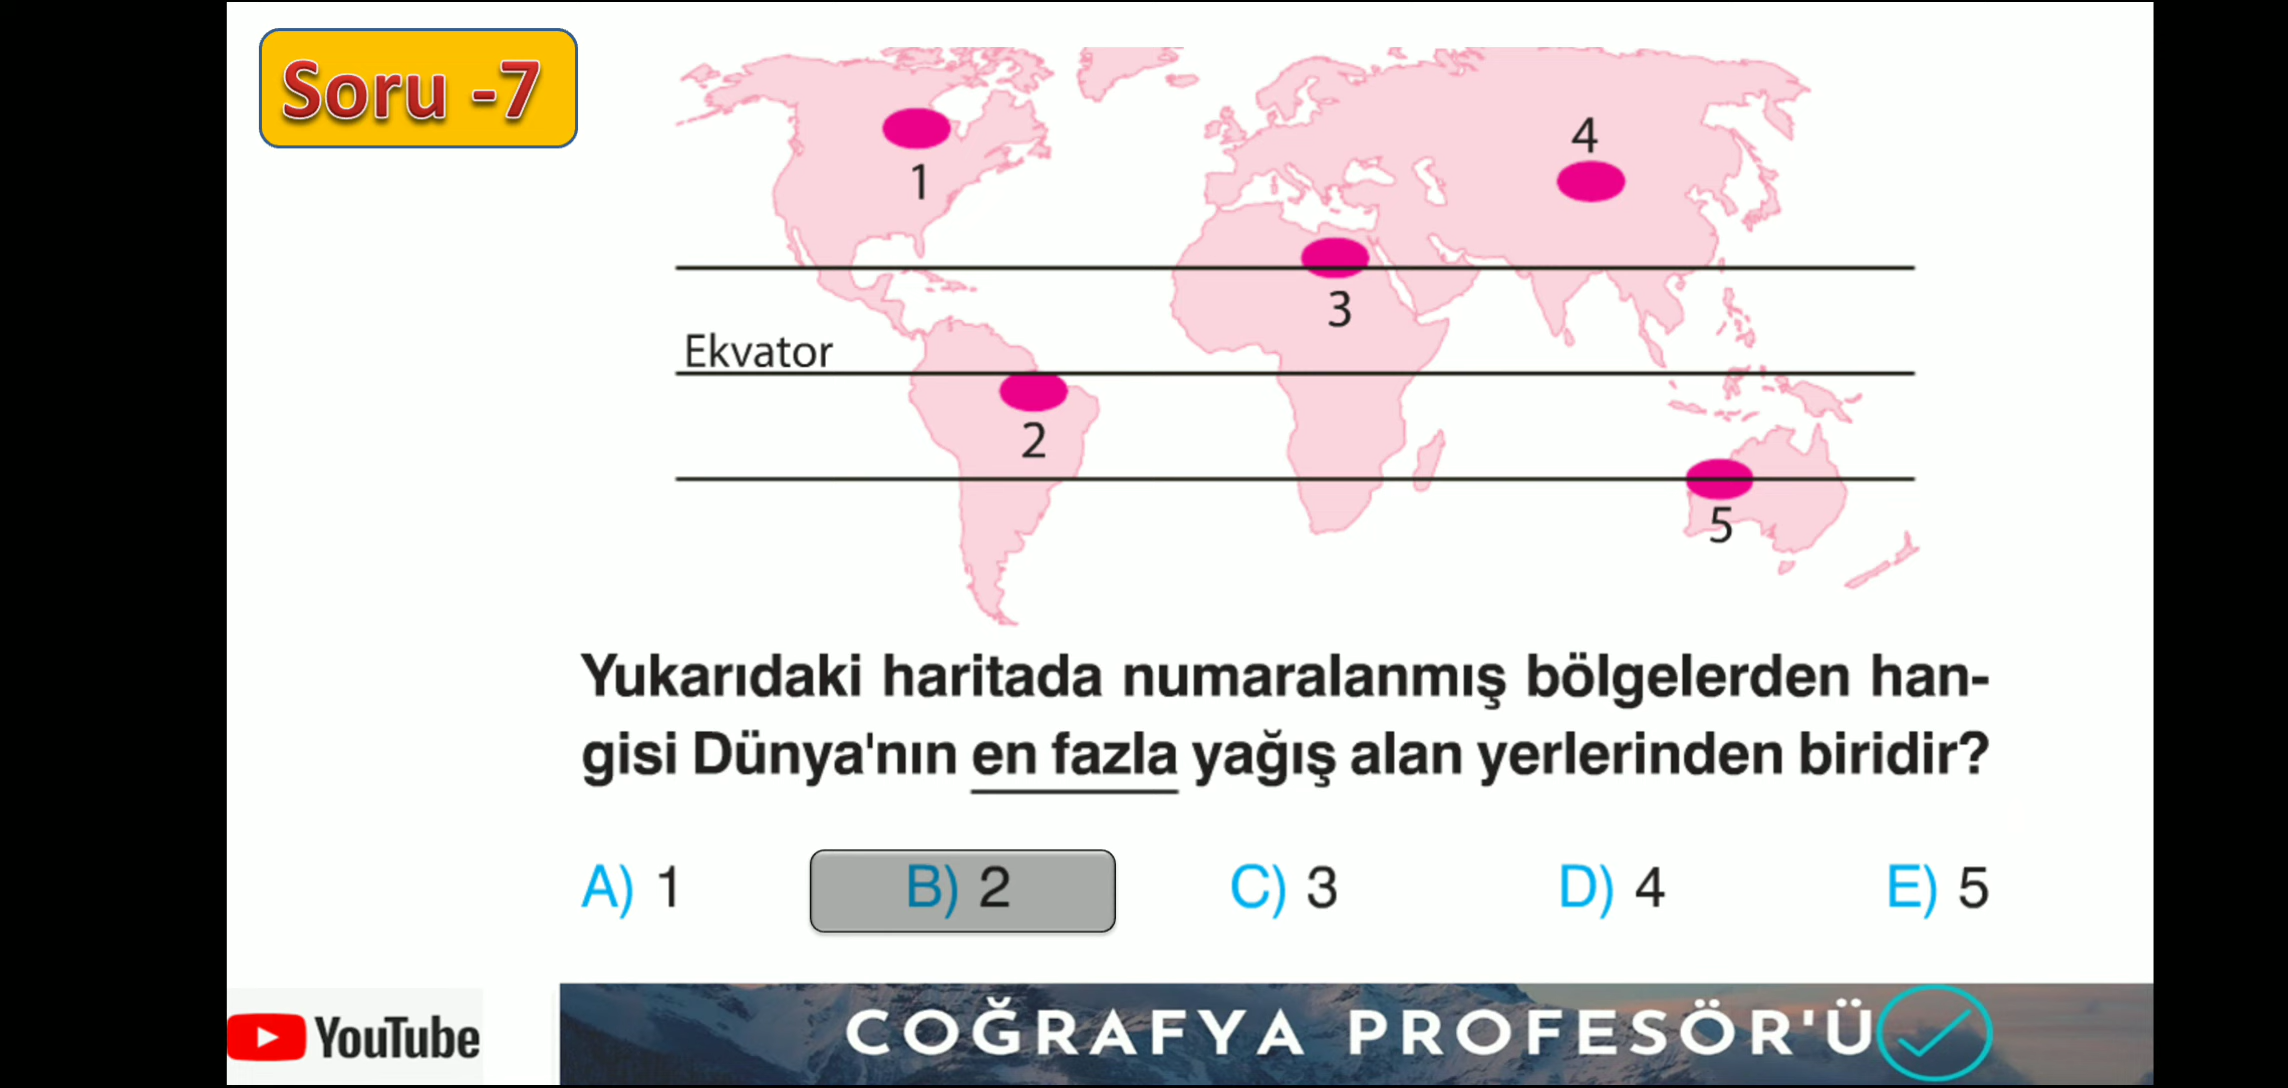 Soru -7
4
1
3
Ekvator
2
5
Yukarıdaki haritada numaralanmış bölgelerden han-
gisi Dünya'nın en fazla yağış alan yerlerinden biridir?
A) 1 B) 2 C) 3 D) 4 E) 5
YouTube
COĞRAFYA PROFESÖR'Ü